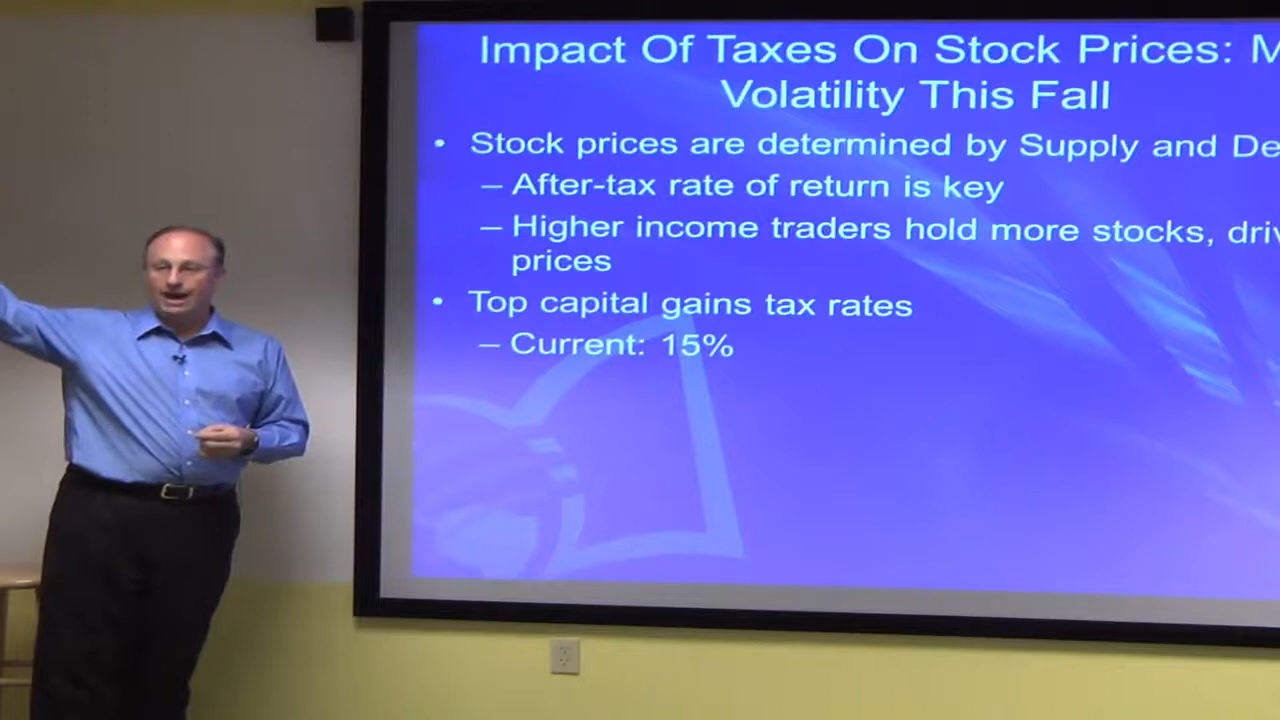 Impact Of Taxes On Stock Prices:
Volatility This Fall
• Stock prices are determined by Supply and
– After-tax rate of return is key
– Higher income traders hold more stocks,
prices
• Top capital gains tax rates
– Current: 15%